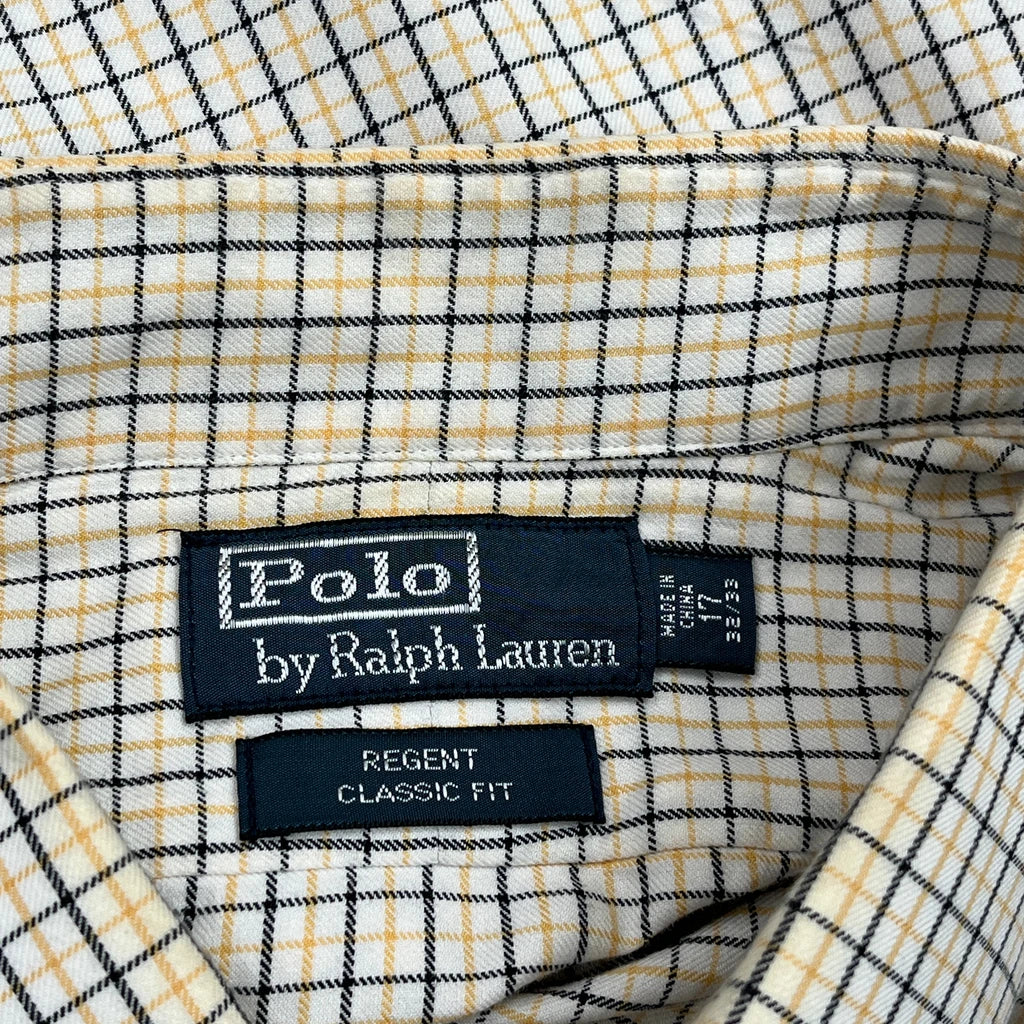 Polo
by Ralph Lauren
MADE IN
CHINA
17
32/33
REGENT
CLASSIC FIT